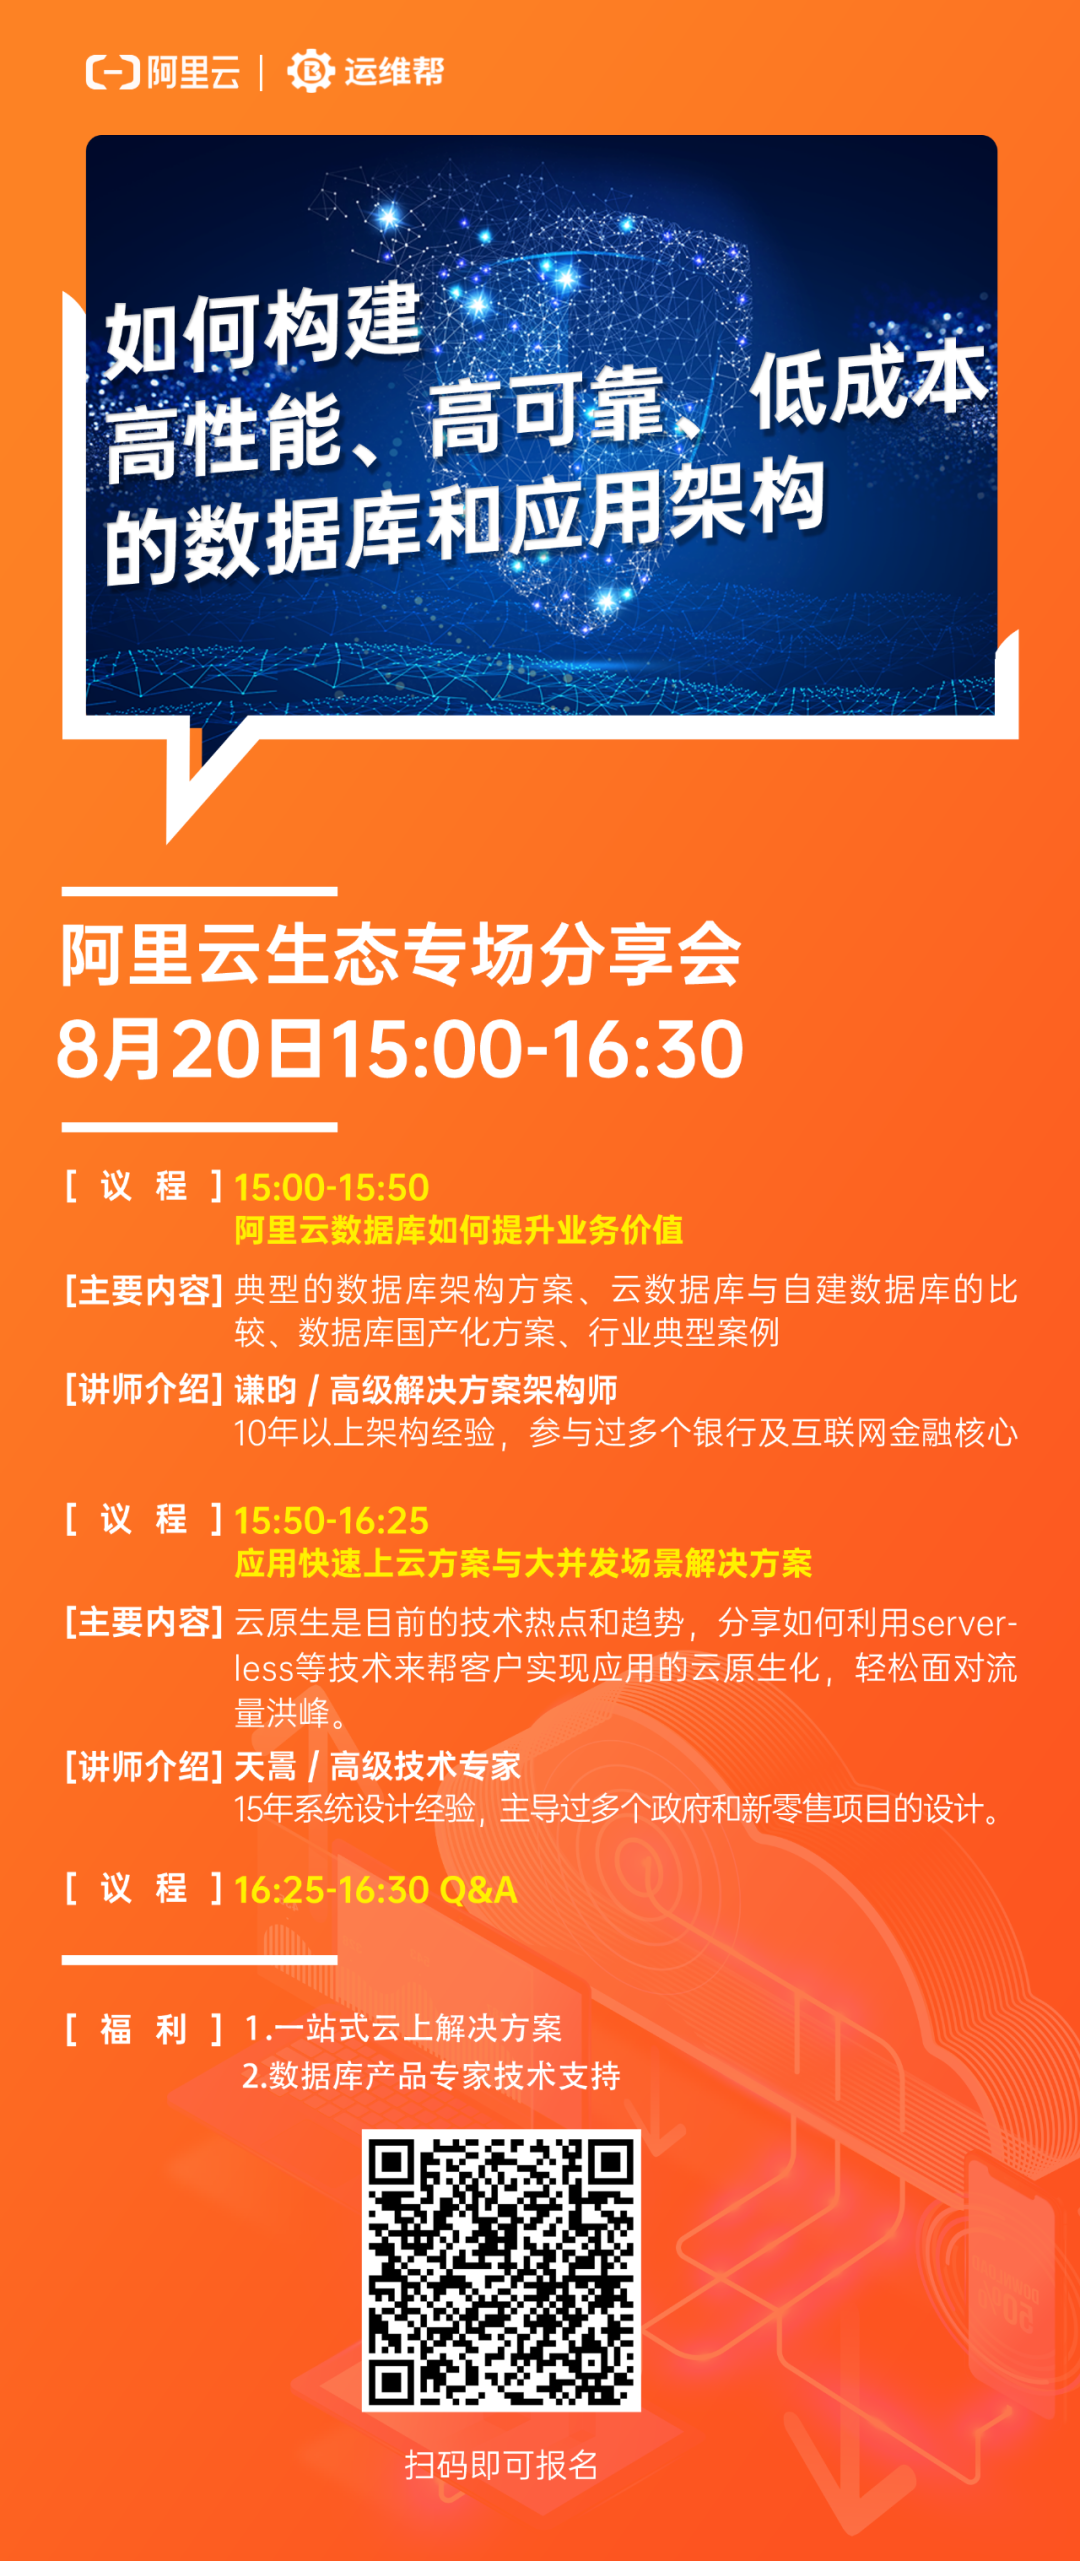 阿里云 | 运维帮
如何构建
高性能、高可靠、低成本
的数据库和应用架构
阿里云生态专场分享会
8月20日15:00-16:30
[ 议 程 ] 15:00-15:50
阿里云数据库如何提升业务价值
[主要内容] 典型的数据库架构方案、云数据库与自建数据库的比
较、数据库国产化方案、行业典型案例
[讲师介绍] 谦昀 / 高级解决方案架构师
10年以上架构经验，参与过多个银行及互联网金融核心
[ 议 程 ] 15:50-16:25
应用快速上云方案与大并发场景解决方案
[主要内容] 云原生是目前的技术热点和趋势，分享如何利用server-
less等技术来帮客户实现应用的云原生化，轻松面对流
量洪峰。
[讲师介绍] 天暠 / 高级技术专家
15年系统设计经验，主导过多个政府和新零售项目的设计。
[ 议 程 ] 16:25-16:30 Q&A
[ 福 利 ] 1.一站式云上解决方案
2.数据库产品专家技术支持
扫码即可报名